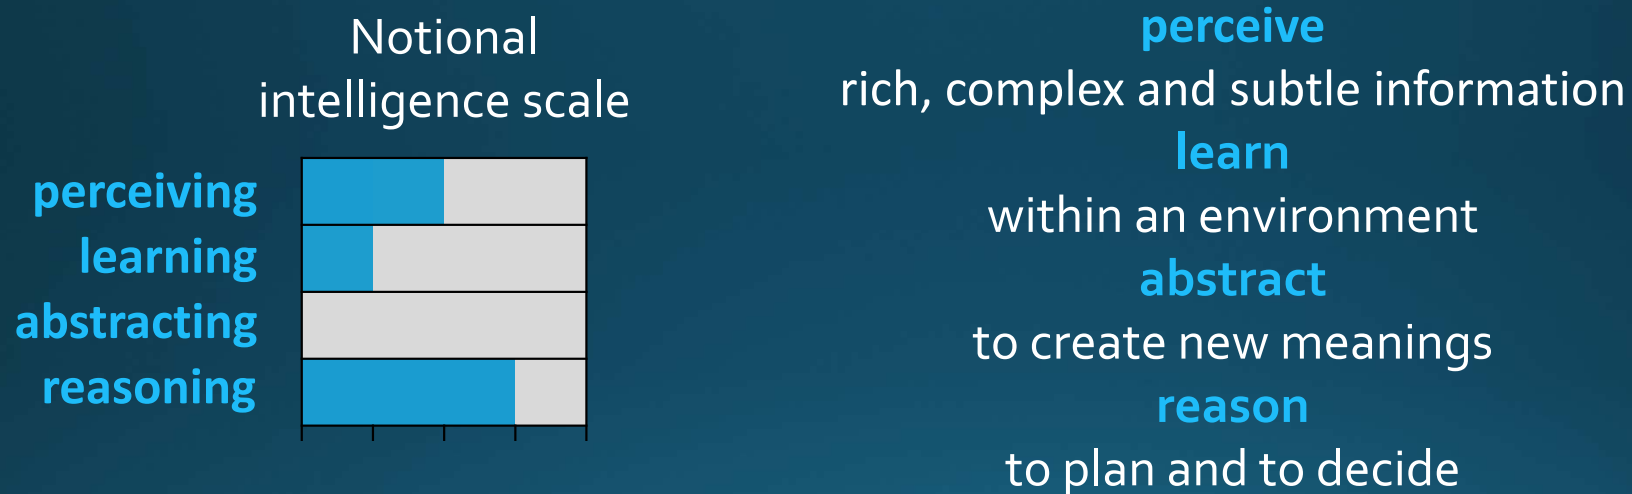 Notional
intelligence scale
perceiving
learning
abstracting
reasoning
perceive
rich, complex and subtle information
learn
within an environment
abstract
to create new meanings
reason
to plan and to decide